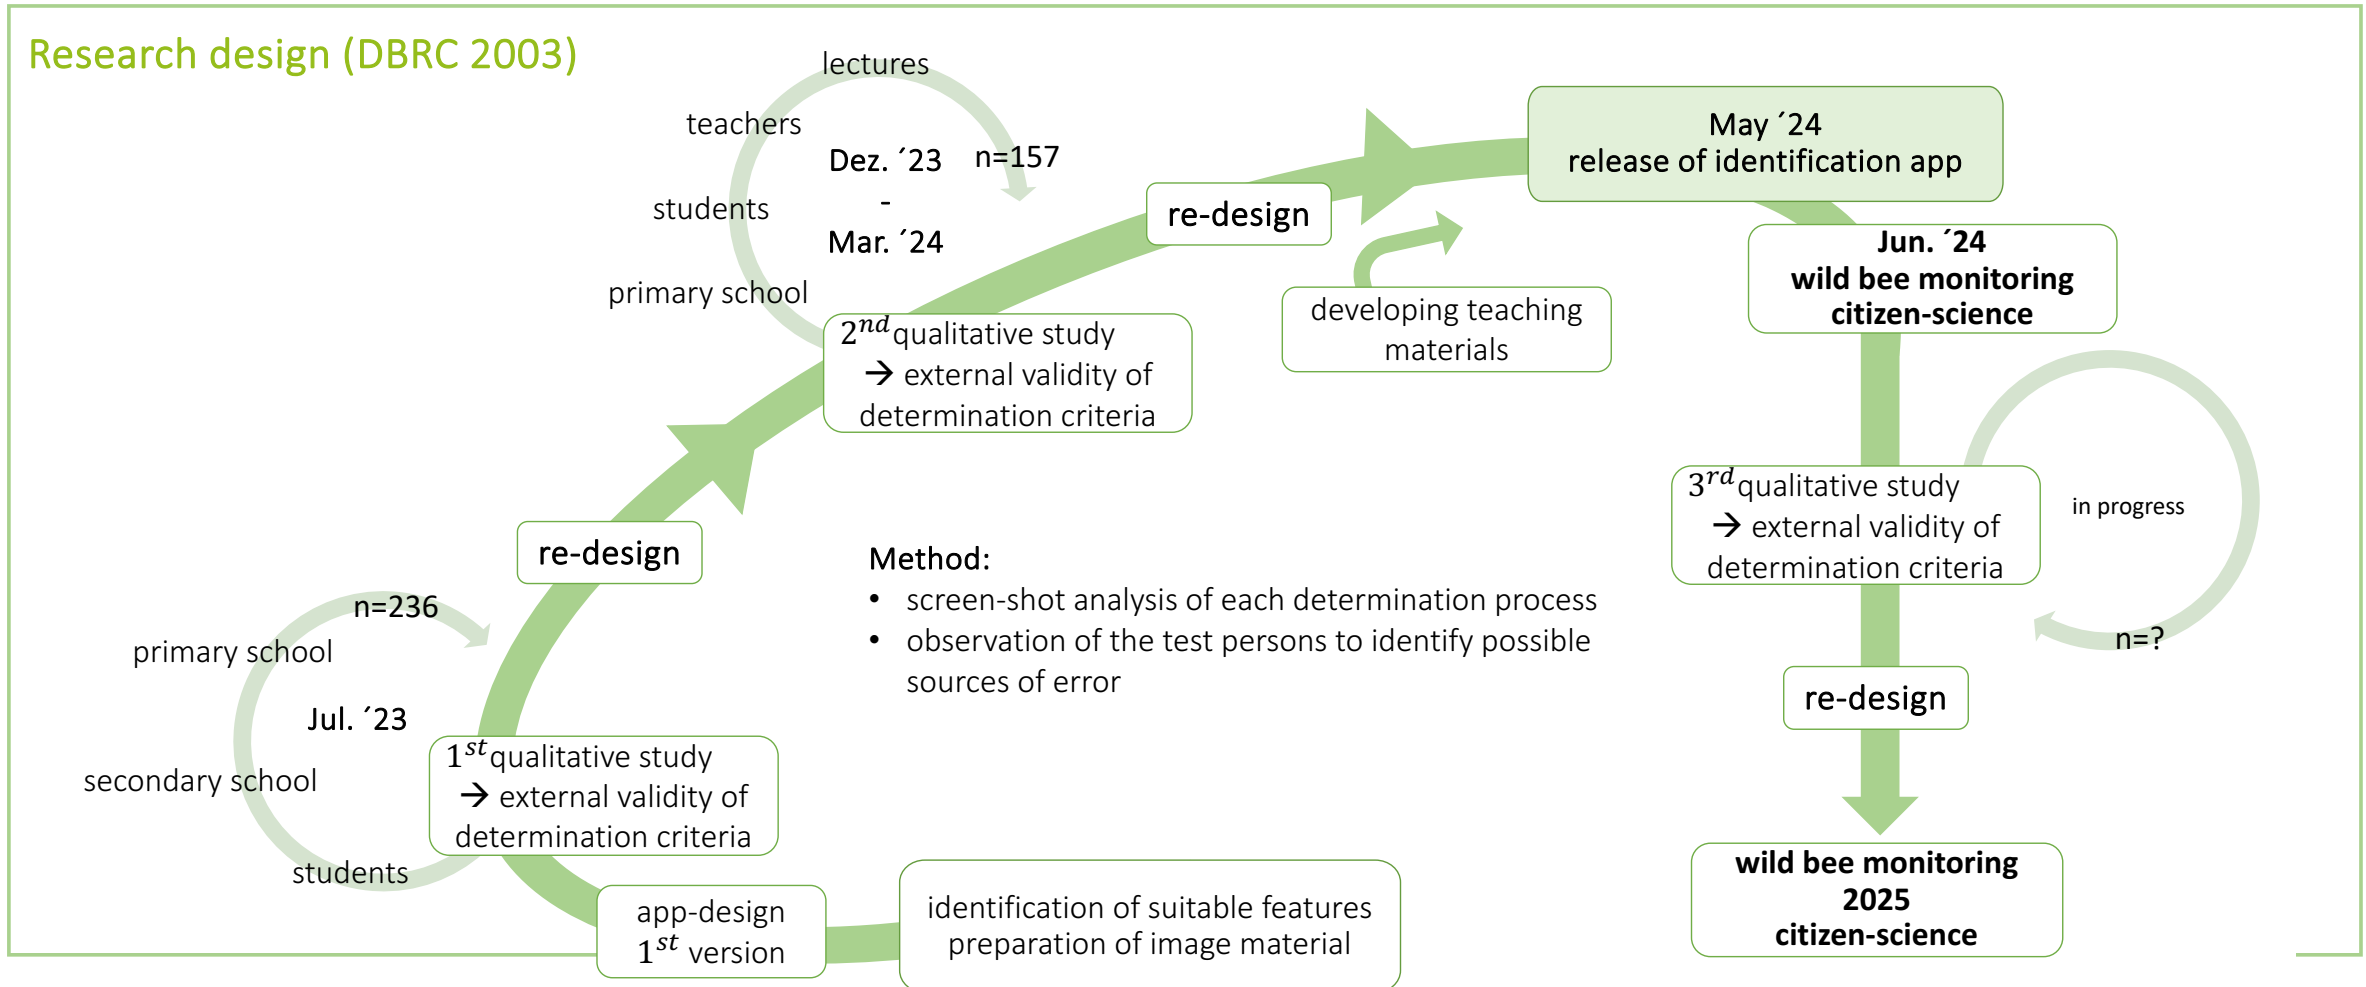 Research design (DBRC 2003)
lectures
teachers
Dez. ´23
-
Mar. ´24
n=157
students
primary school
May ´24
release of identification app
re-design
Jun. ´24
wild bee monitoring
citizen-science
developing teaching
materials
2nd qualitative study
→ external validity of
determination criteria
3rd qualitative study
→ external validity of
determination criteria
in progress
n=?
re-design
Method:
• screen-shot analysis of each determination process
• observation of the test persons to identify possible
sources of error
n=236
primary school
Jul. ´23
secondary school
students
1st qualitative study
→ external validity of
determination criteria
re-design
wild bee monitoring
2025
citizen-science
app-design
1st version
identification of suitable features
preparation of image material